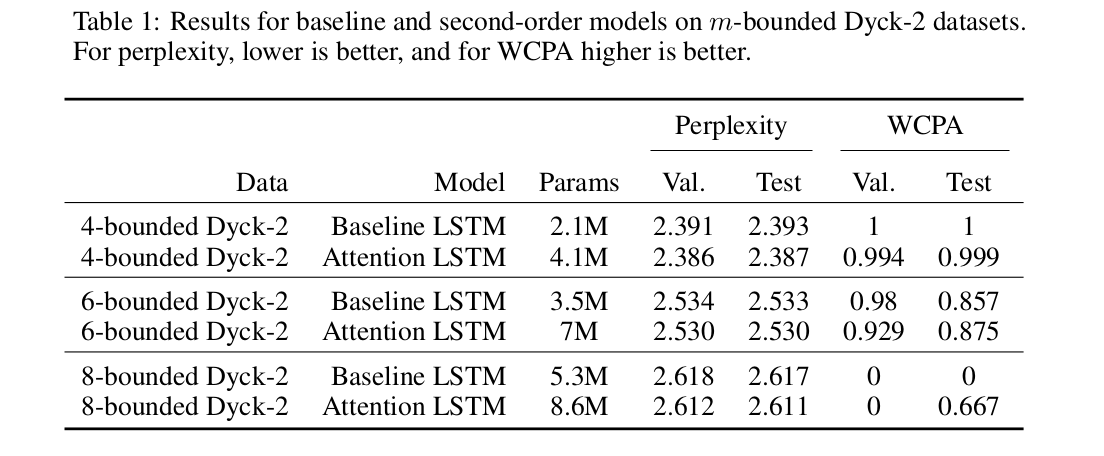 Table 1: Results for baseline and second-order models on m-bounded Dyck-2 datasets.
For perplexity, lower is better, and for WCPA higher is better.
Perplexity WCPA
Data Model Params Val. Test Val. Test
4-bounded Dyck-2 Baseline LSTM 2.1M 2.391 2.393 1 1
4-bounded Dyck-2 Attention LSTM 4.1M 2.386 2.387 0.994 0.999
6-bounded Dyck-2 Baseline LSTM 3.5M 2.534 2.533 0.98 0.857
6-bounded Dyck-2 Attention LSTM 7M 2.530 2.530 0.929 0.875
8-bounded Dyck-2 Baseline LSTM 5.3M 2.618 2.617 0 0
8-bounded Dyck-2 Attention LSTM 8.6M 2.612 2.611 0 0.667